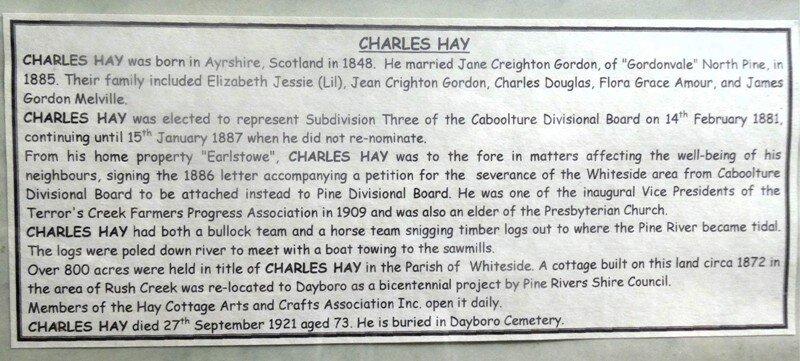 CHARLES HAY
CHARLES HAY was born in Ayrshire, Scotland in 1848. He married Jane Creighton Gordon, of "Gordonvale" North Pine, in
1885. Their family included Elizabeth Jessie (Lil), Jean Crighton Gordon, Charles Douglas, Flora Grace Amour, and James
Gordon Melville.
CHARLES HAY was elected to represent Subdivision Three of the Caboolture Divisional Board on 14th February 1881,
continuing until 15th January 1887 when he did not re-nominate.
From his home property "Earlstowe", CHARLES HAY was to the fore in matters affecting the well-being of his
neighbours, signing the 1886 letter accompanying a petition for the severance of the Whiteside area from Caboolture
Divisional Board to be attached instead to Pine Divisional Board. He was one of the inaugural Vice Presidents of the
Terror's Creek Farmers Progress Association in 1909 and was also an elder of the Presbyterian Church.
CHARLES HAY had both a bullock team and a horse team snigging timber logs out to where the Pine River became tidal.
The logs were poled down river to meet with a boat towing to the sawmills.
Over 800 acres were held in title of CHARLES HAY in the Parish of Whiteside. A cottage built on this land circa 1872 in
the area of Rush Creek was re-located to Dayboro as a bicentennial project by Pine Rivers Shire Council.
Members of the Hay Cottage Arts and Crafts Association Inc. open it daily.
CHARLES HAY died 27th September 1921 aged 73. He is buried in Dayboro Cemetery.